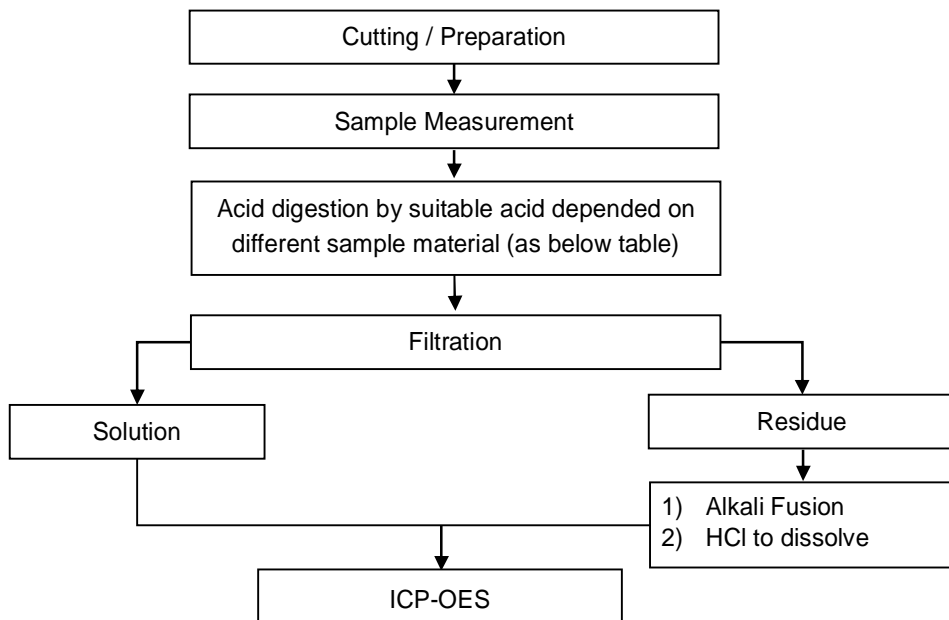 Cutting / Preparation
Sample Measurement
Acid digestion by suitable acid depended on
different sample material (as below table)
Filtration
Solution
Residue
1) Alkali Fusion
2) HCl to dissolve
ICP-OES